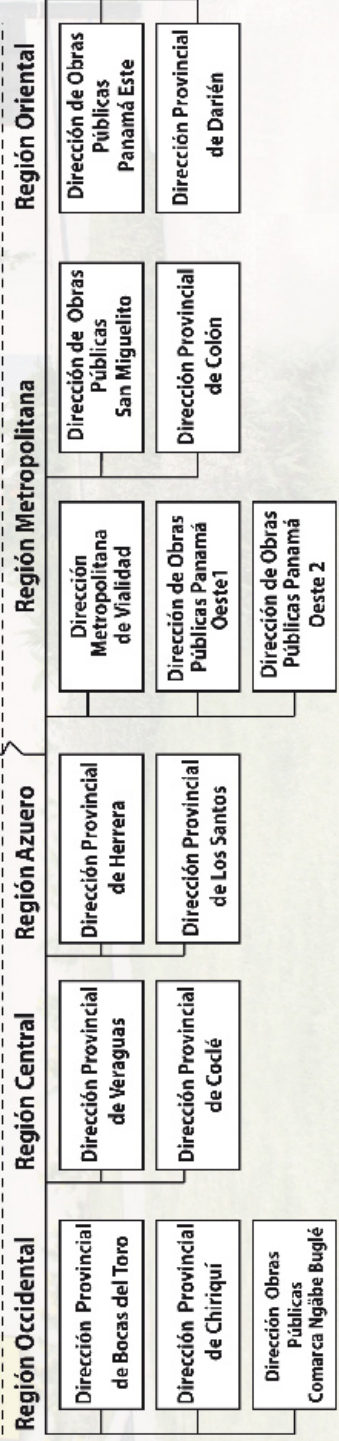 Región Occidental
Dirección Provincial
de Bocas del Toro
Dirección Provincial
de Chiriquí
Dirección Obras
Públicas
Comarca Ngäbe Buglé
Región Central
Dirección Provincial
de Veraguas
Dirección Provincial
de Coclé
Región Azuero
Dirección Provincial
de Herrera
Dirección Provincial
de Los Santos
Región Metropolitana
Dirección
Metropolitana
de Vialidad
Dirección de Obras
Públicas Panamá
Oeste1
Dirección de Obras
Públicas Panamá
Oeste 2
Dirección de Obras
Públicas
San Miguelito
Dirección Provincial
de Colón
Región Oriental
Dirección de Obras
Públicas
Panamá Este
Dirección Provincial
de Darién